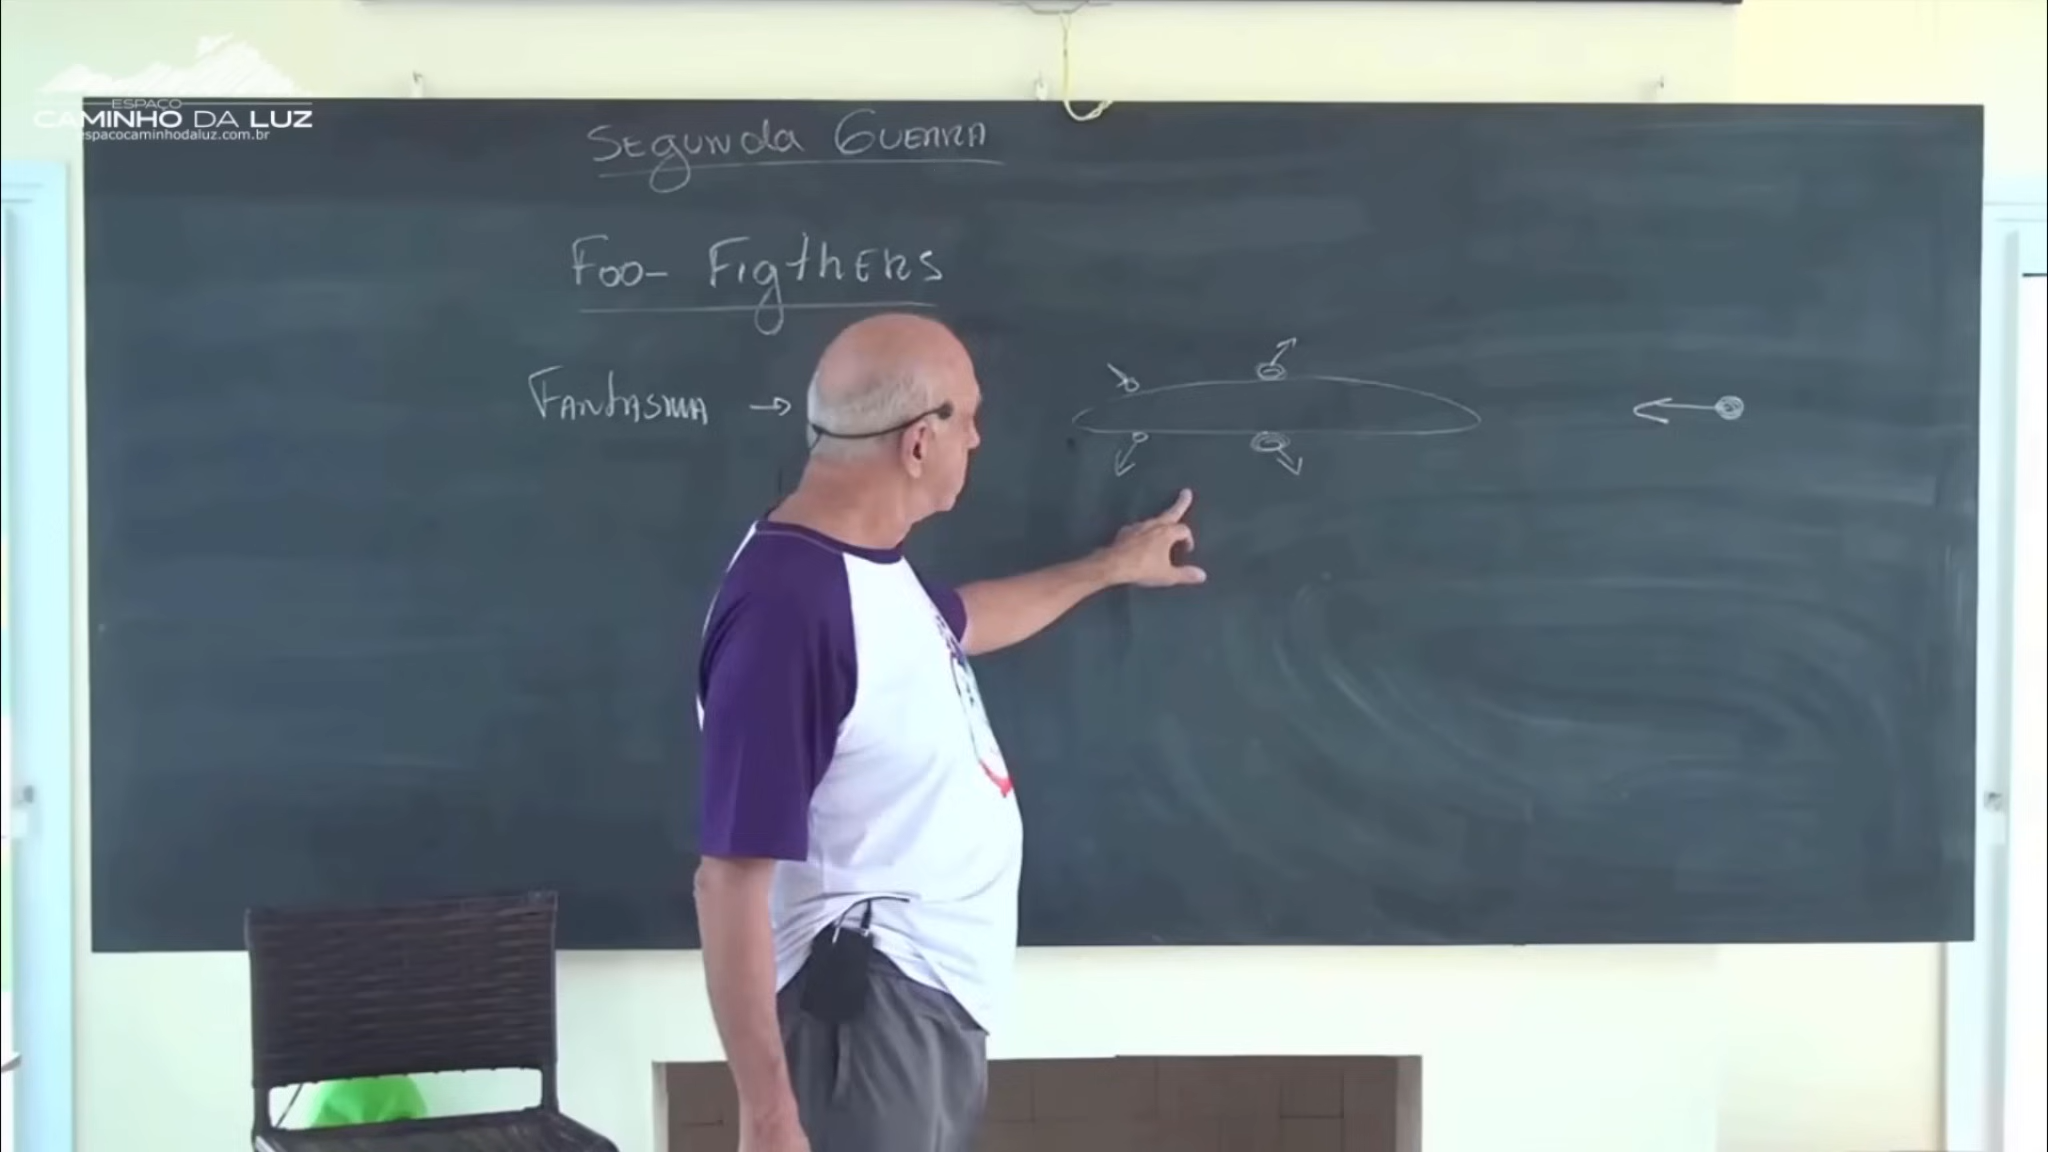 ESPAÇO
CAMINHO DA LUZ
espacocaminhodaluz.com.br
Segunda Guerra
Foo- Figthers
Fantasma →